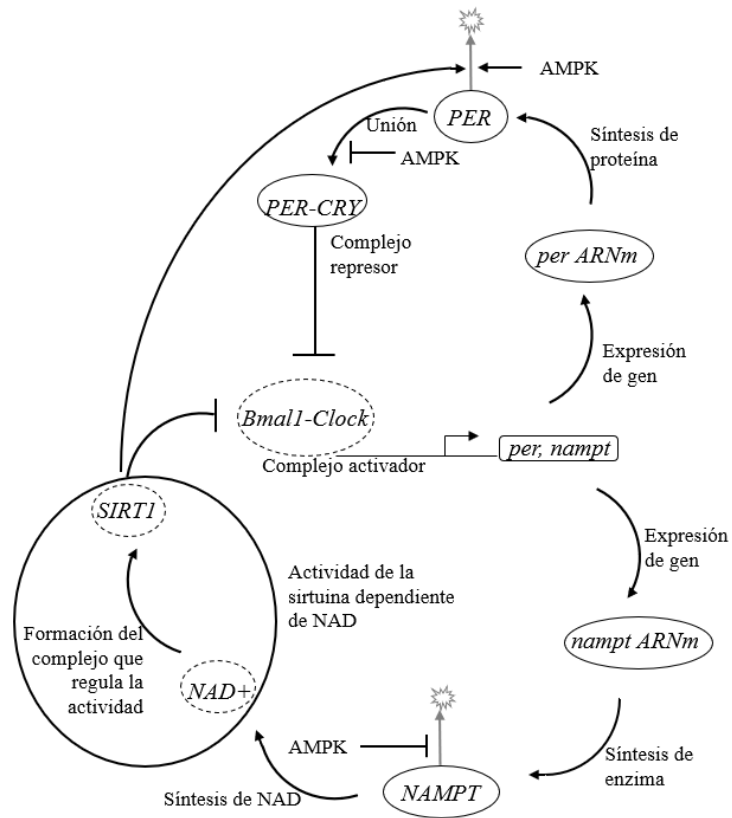 AMPK
PER
Unión
AMPK
Síntesis de
proteína
PER-CRY
Complejo
represor
per ARNm
Expresión
de gen
Bmal1-Clock
Complejo activador
per, nampt
SIRT1
Expresión
de gen
Actividad de la
sirtuina dependiente
de NAD
Formación del
complejo que
regula la
actividad
nampt ARNm
NAD+
AMPK
Síntesis de
enzima
Síntesis de NAD
NAMPT